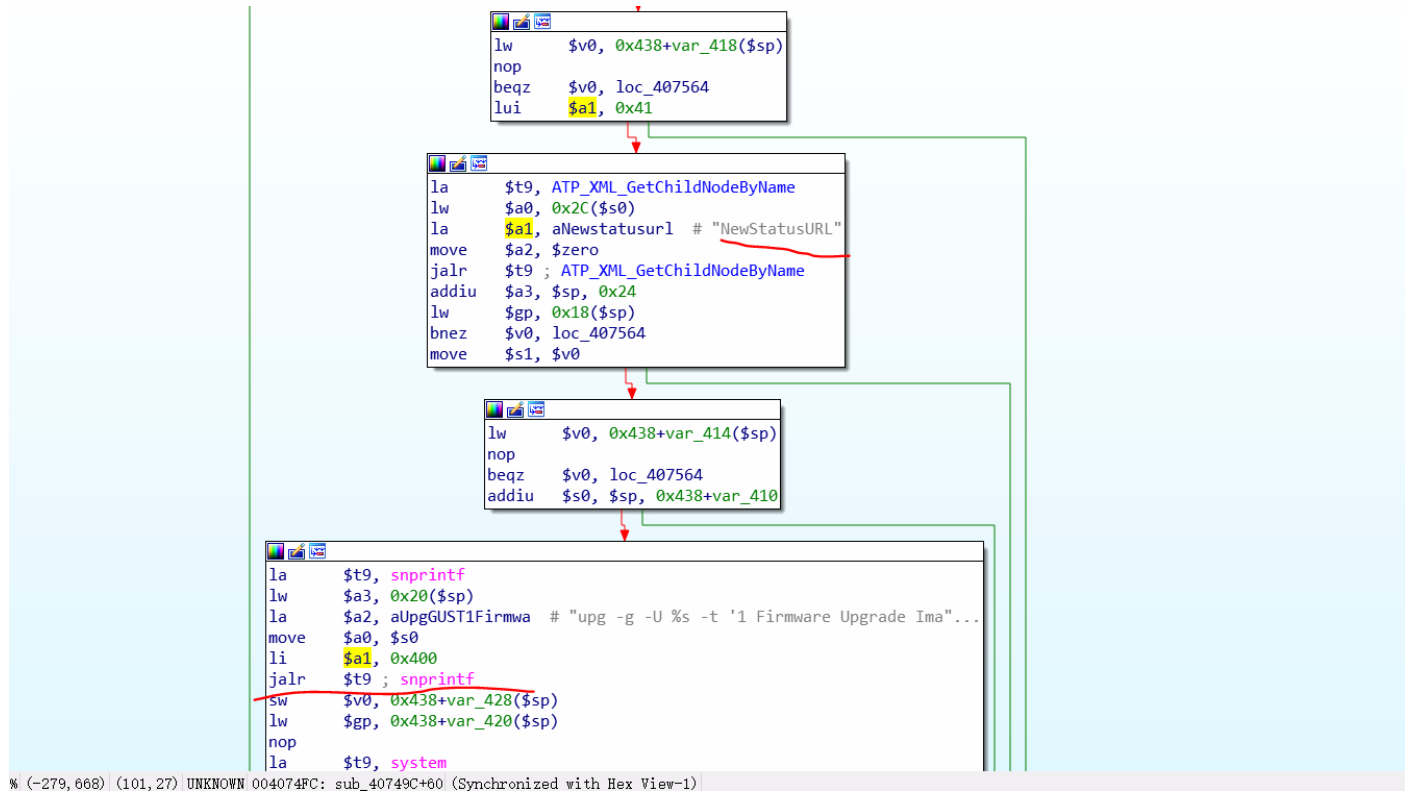 lw $v0, 0x438+var_418($sp)
nop
beqz $v0, loc_407564
lui $a1, 0x41
la $t9, ATP_XML_GetChildNodeByName
lw $a0, 0x2C($s0)
la $a1, aNewstatusurl # "NewStatusURL"
move $a2, $zero
jalr $t9 ; ATP_XML_GetChildNodeByName
addiu $a3, $sp, 0x24
lw $gp, 0x18($sp)
bnez $v0, loc_407564
move $s1, $v0
lw $v0, 0x438+var_414($sp)
nop
beqz $v0, loc_407564
addiu $s0, $sp, 0x438+var_410
la $t9, snprintf
lw $a3, 0x20($sp)
la $a2, aUpgGUST1Firmwa # "upg -g -U %s -t '1 Firmware Upgrade Ima"...
move $a0, $s0
li $a1, 0x400
jalr $t9 ; snprintf
sw $v0, 0x438+var_428($sp)
lw $gp, 0x438+var_420($sp)
nop
la $t9, system
% (-279,668) (101,27) UNKNOWN 004074FC: sub_40749C+60 (Synchronized with Hex View-1)